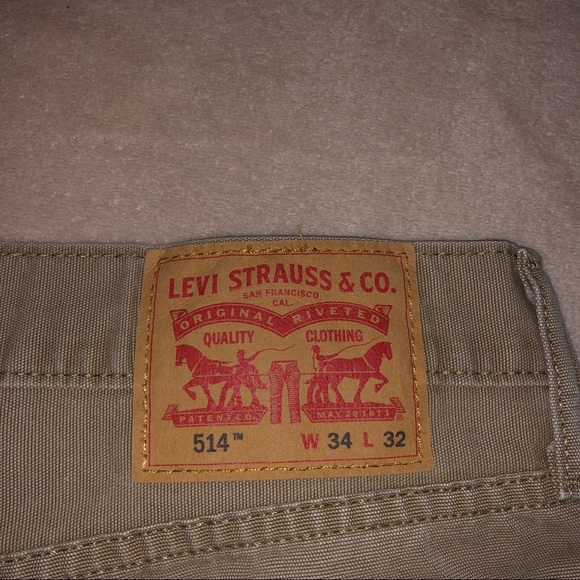 LEVI STRAUSS & CO.
SAN FRANCISCO
CAL.
ORIGINAL RIVETED
QUALITY CLOTHING
PATENTED MAY 20 1873 ®
514™ W 34 L 32